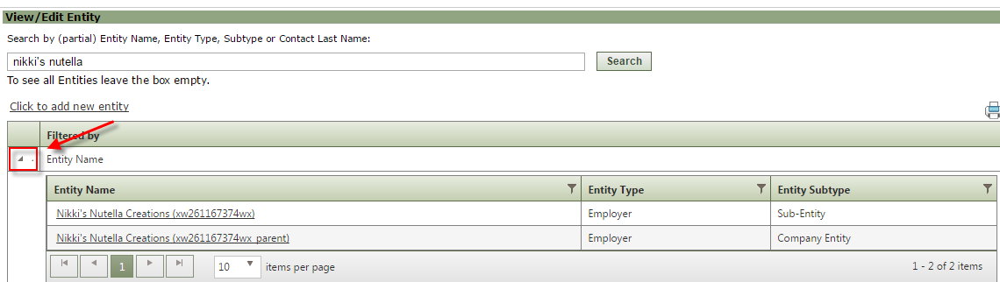 View/Edit Entity
Search by (partial) Entity Name, Entity Type, Subtype or Contact Last Name:
nikki's nutella Search
To see all Entities leave the box empty.
Click to add new entity
Filtered by
Entity Name
Entity Name Entity Type Entity Subtype
Nikki's Nutella Creations (xw261167374wx) Employer Sub-Entity
Nikki's Nutella Creations (xw261167374wx_parent) Employer Company Entity
1 10 items per page 1 - 2 of 2 items